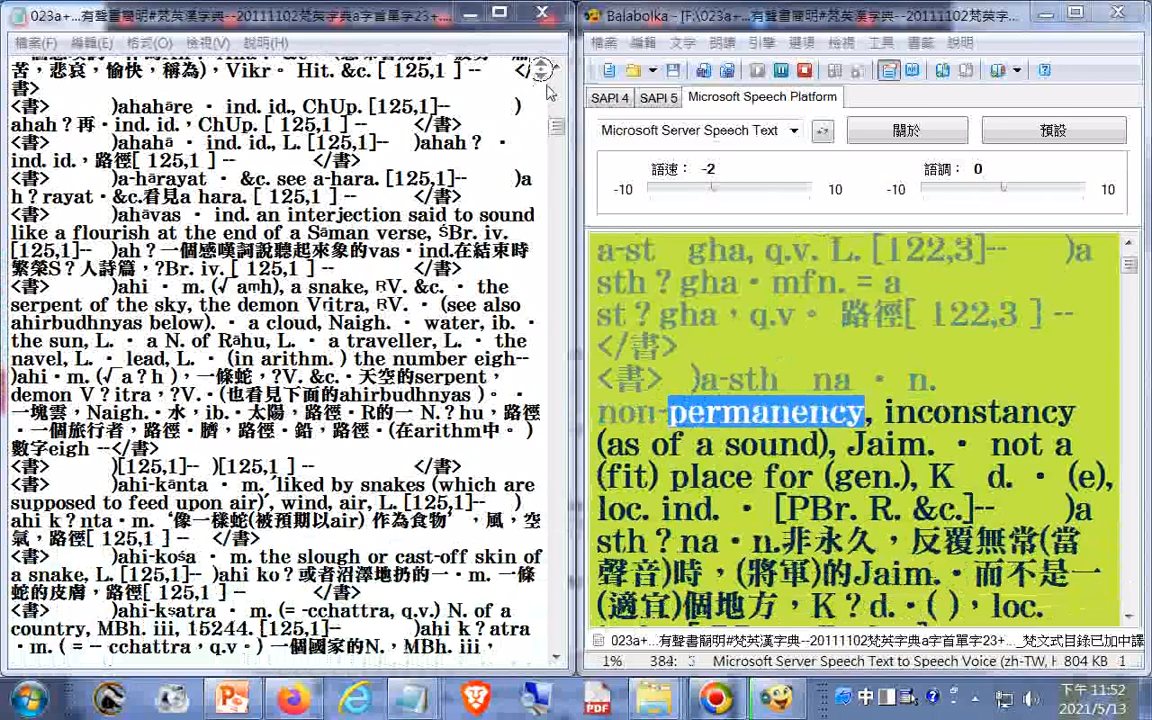 023a+...有聲書簡明#梵英漢字典--20111102梵英字典a字首單字23+...
檔案(F) 編輯(E) 格式(O) 檢視(V) 說明(H)
苦，悲哀，愉快，稱為)，Vikr。 Hit. &c. [ 125,1 ] </
書>
<書> )ahahāre · ind. id., ChUp. [125,1]-- )
ahah？再 · ind. id.，ChUp. [ 125,1 ] -- </書>
<書> )ahahā · ind. id., L. [125,1]-- )ahah？ ·
ind. id.，路徑[ 125,1 ] -- </書>
<書> )a-hārayat · &c. see a-hara. [125,1]-- )a
h？rayat · &c.看見a hara. [ 125,1 ] </書>
<書> )ahāvas · ind. an interjection said to sound
like a flourish at the end of a Sāman verse, ŚBr. iv.
[125,1]-- )ah？一個感嘆詞說聽起來象的vas · ind.在結束時
繁榮S？人詩篇，?Br. iv. [ 125,1 ] </書>
<書> )ahi · m. (√ aṃh), a snake, RV. &c. · the
serpent of the sky, the demon Vṛitra, RV. · (see also
ahirbudhnyas below). · a cloud, Naigh. · water, ib. ·
the sun, L. · a N. of Rāhu, L. · a traveller, L. · the
navel, L. · lead, L. · (in arithm. ) the number eigh--
)ahi · m. (√ a？h )，一條蛇，?V. &c. · 天空的serpent，
demon V？itra，?V. · (也看見下面的ahirbudhnyas )。 ·
一塊雲，Naigh. · 水，ib. · 太陽，路徑 · R的一 N.？hu，路徑
· 一個旅行者，路徑 · 臍，路徑 · 鉛，路徑 · (在arithm中。 )
數字eigh --</書>
<書> )[125,1] )[125,1 ] -- </書>
<書> )ahi-kānta · m. 'liked by snakes (which are
supposed to feed upon air)', wind, air, L. [125,1]-- )
ahi k？nta · m. ‘像一樣蛇(被預期以air) 作為食物’，風，空
氣，路徑[ 125,1 ] -- </書>
<書> )ahi-kośa · m. the slough or cast-off skin of
a snake, L. [125,1]-- )ahi ko？或者沼澤地扔的一 · m. 一條
蛇的皮膚，路徑[ 125,1 ] -- </書>
<書> )ahi-kṣatra · m. (= -cchattra, q.v.) N. of a
country, MBh. iii, 15244. [125,1]-- )ahi k？atra
· m. ( = – cchattra，q.v · ) 一個國家的N.，MBh. iii，
Balabolka - [F:\023a+...有聲書簡明#梵英漢字典--20111102梵英字...
檔案 編輯 文字 朗讀 引擎 選項 檢視 工具 書籤 說明
SAPI 4 SAPI 5 Microsoft Speech Platform
Microsoft Server Speech Text 關於 預設
語速： -2 語調： 0
-10 10 -10 10
a-st gha, q.v. L. [122,3]-- )a
sth？gha · mfn. = a
st？gha，q.v。 路徑[ 122,3 ] --
</書>
<書> )a-sth na · n.
non-permanency, inconstancy
(as of a sound), Jaim. · not a
(fit) place for (gen.), K d. · (e),
loc. ind. · [PBr. R. &c.]-- )a
sth？na · n.非永久，反覆無常(當
聲音)時，(將軍)的Jaim. · 而不是一
(適宜)個地方，K？d. · ( )，loc.
023a+...有聲書簡明#梵英漢字典--20111102梵英字典a字首單字23+..._梵文式目錄已加中譯
1% 384: Microsoft Server Speech Text to Speech Voice (zh-TW, H 804 KB 1
中
PDF
下午 11:52
2021/5/13